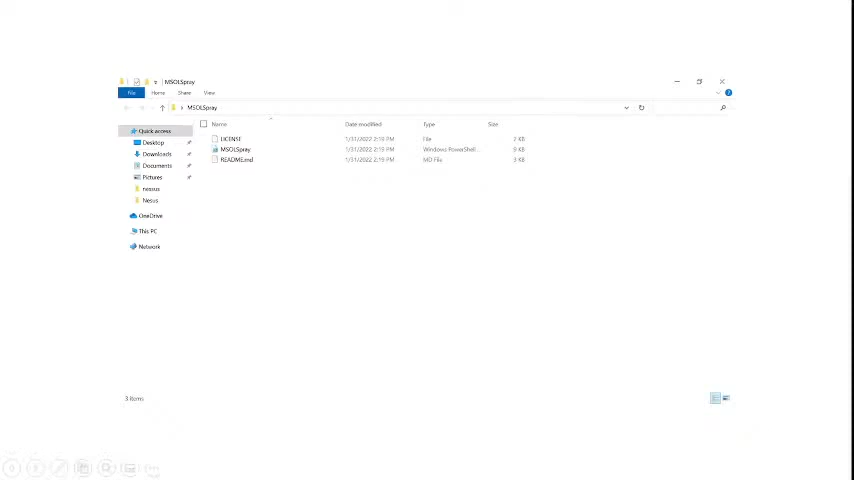 MSOLSpray
File Home Share View
MSOLSpray
Name Date modified Type Size
Quick access
Desktop
Downloads
Documents
Pictures
nessus
Nesus
OneDrive
This PC
Network
LICENSE 1/31/2022 2:19 PM File 7 KB
MSOLSpray 1/31/2022 2:19 PM Windows PowerShell... 9 KB
README.md 1/31/2022 2:19 PM MD File 3 KB
3 items